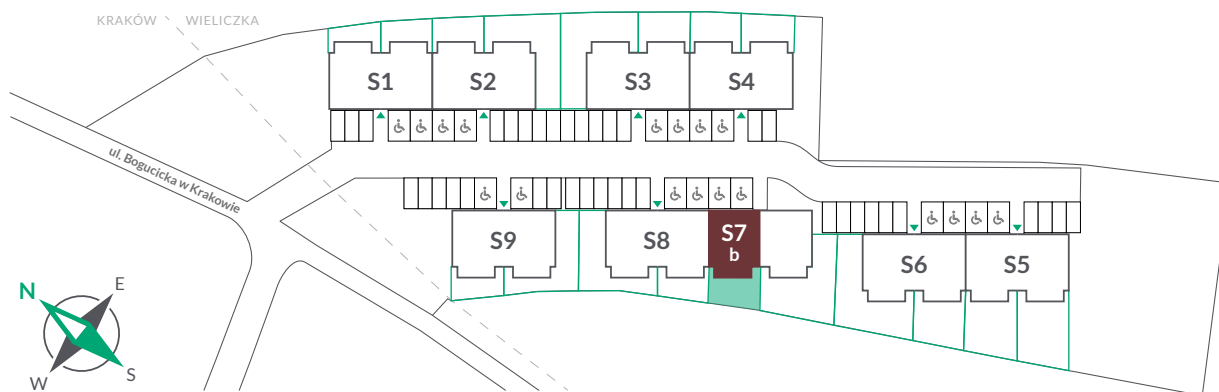 KRAKÓW WIELICZKA
S1
S2
S3
S4
ul. Bogucicka w Krakowie
S9
S8
S7
b
S6
S5
N
E
W
S